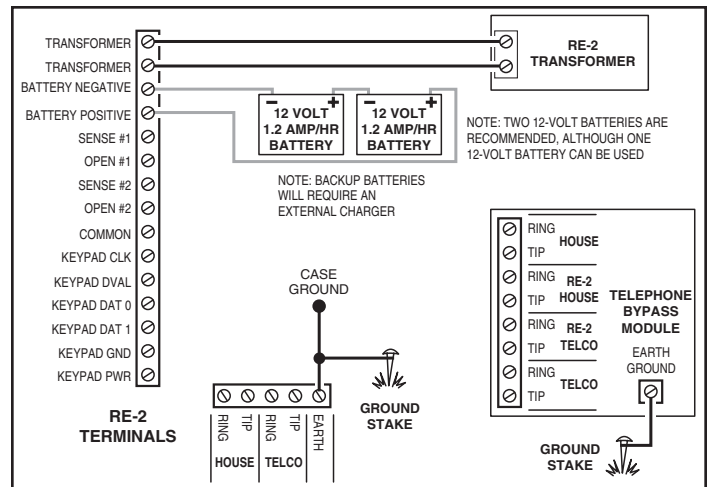 TRANSFORMER
TRANSFORMER
BATTERY NEGATIVE
BATTERY POSITIVE
SENSE #1
OPEN #1
SENSE #2
OPEN #2
COMMON
KEYPAD CLK
KEYPAD DVAL
KEYPAD DAT 0
KEYPAD DAT 1
KEYPAD GND
KEYPAD PWR
RE-2
TERMINALS
RE-2
TRANSFORMER
– +
12 VOLT
1.2 AMP/HR
BATTERY
– +
12 VOLT
1.2 AMP/HR
BATTERY
NOTE: TWO 12-VOLT BATTERIES ARE
RECOMMENDED, ALTHOUGH ONE
12-VOLT BATTERY CAN BE USED
NOTE: BACKUP BATTERIES
WILL REQUIRE AN
EXTERNAL CHARGER
CASE
GROUND
GROUND
STAKE
RING
TIP
RING
TIP
EARTH
HOUSE
TELCO
RING
TIP
HOUSE
RING
TIP
RE-2
HOUSE
RING
TIP
RE-2
TELCO
RING
TIP
TELCO
TELEPHONE
BYPASS
MODULE
EARTH
GROUND
GROUND
STAKE